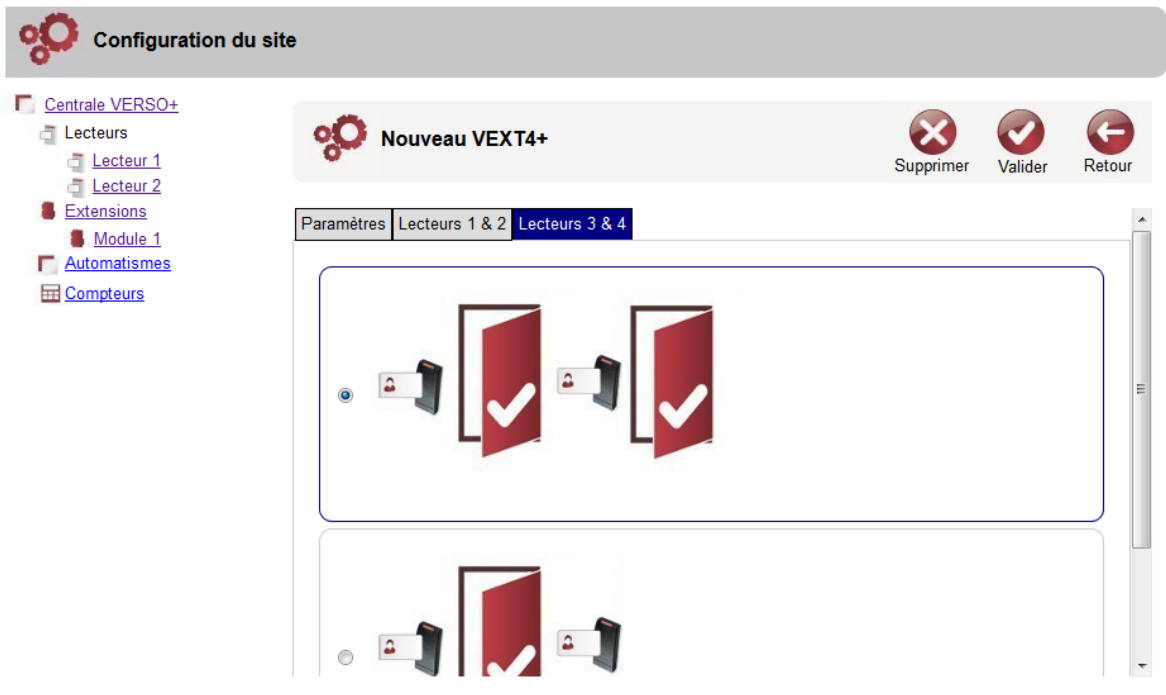 Configuration du site
Centrale VERSO+
Lecteurs
Lecteur 1
Lecteur 2
Extensions
Module 1
Automatismes
Compteurs
Nouveau VEXT4+
Supprimer Valider Retour
Paramètres Lecteurs 1 & 2 Lecteurs 3 & 4